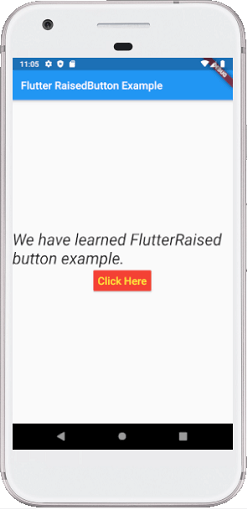 11:05
Flutter RaisedButton Example
We have learned FlutterRaised
button example.
Click Here